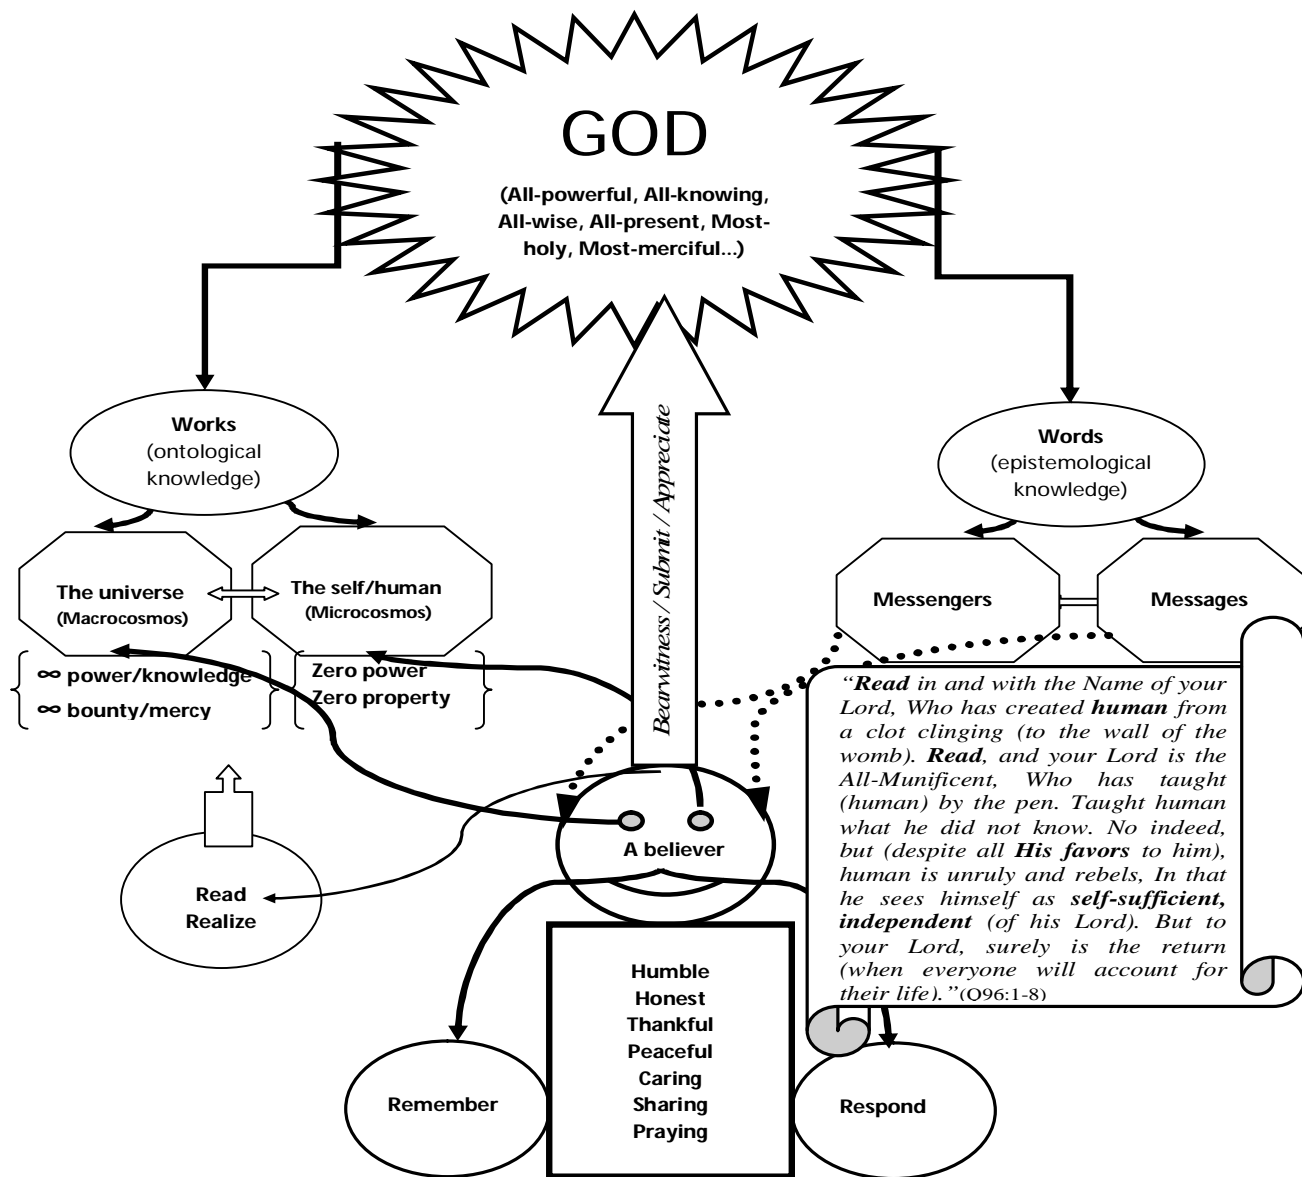 GOD
(All-powerful, All-knowing,
All-wise, All-present, Most-
holy, Most-merciful...)
Works
(ontological
knowledge)
Words
(epistemological
knowledge)
The universe
(Macrocosmos)
The self/human
(Microcosmos)
Messengers
Messages
∞ power/knowledge
∞ bounty/mercy
Zero power
Zero property
Bearwitness / Submit / Appreciate
“Read in and with the Name of your
Lord, Who has created human from
a clot clinging (to the wall of the
womb). Read, and your Lord is the
All-Munificent, Who has taught
(human) by the pen. Taught human
what he did not know. No indeed,
but (despite all His favors to him),
human is unruly and rebels, In that
he sees himself as self-sufficient,
independent (of his Lord). But to
your Lord, surely is the return
(when everyone will account for
their life).”(Q96:1-8)
A believer
Read
Realize
Humble
Honest
Thankful
Peaceful
Caring
Sharing
Praying
Remember
Respond